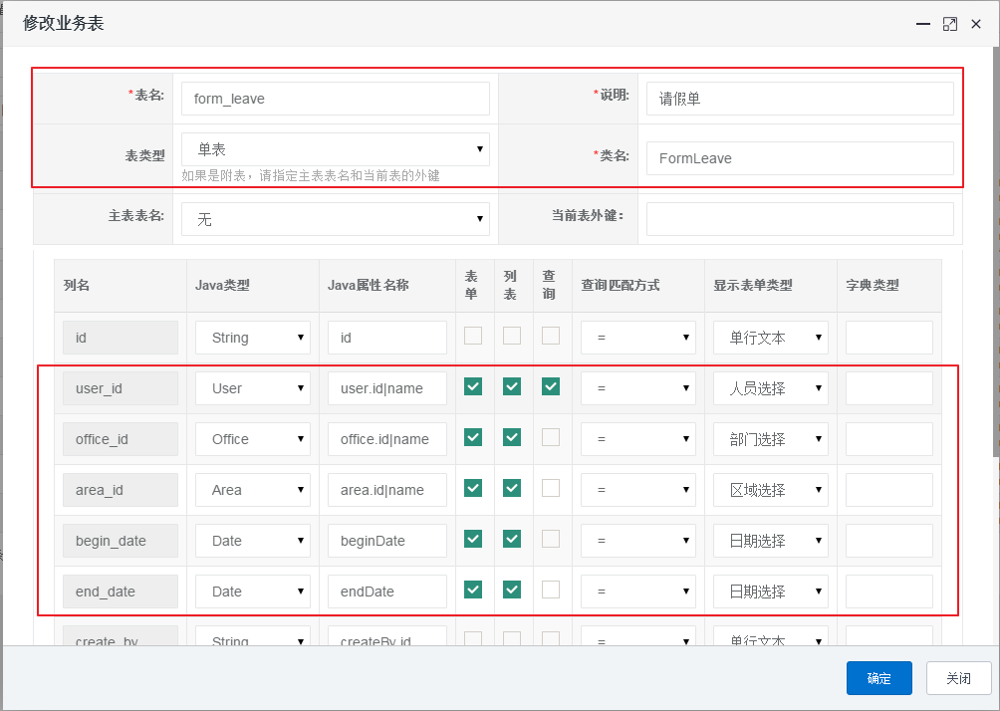 修改业务表
*表名: form_leave *说明: 请假单
表类型 单表 *类名: FormLeave
如果是附表，请指定主表表名和当前表的外键
主表表名: 无 当前表外键：
列名 Java类型 Java属性名称 表单 列表 查询 查询匹配方式 显示表单类型 字典类型
id String id = 单行文本
user_id User user.id|name = 人员选择
office_id Office office.id|name = 部门选择
area_id Area area.id|name = 区域选择
begin_date Date beginDate = 日期选择
end_date Date endDate = 日期选择
create_by String createBy.id = 单行文本
确定 关闭